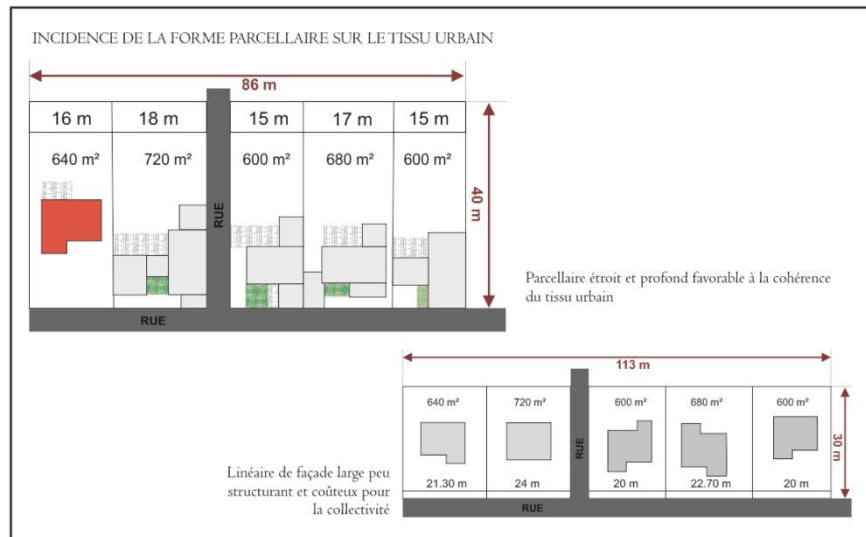 INCIDENCE DE LA FORME PARCELLAIRE SUR LE TISSU URBAIN
86 m
16 m 18 m 15 m 17 m 15 m
640 m² 720 m² 600 m² 680 m² 600 m²
40 m
RUE
RUE
Parcellaire étroit et profond favorable à la cohérence
du tissu urbain
113 m
640 m² 720 m² 600 m² 680 m² 600 m²
30 m
RUE
Linéaire de façade large peu
structurant et coûteux pour
la collectivité
21.30 m 24 m 20 m 22.70 m 20 m
RUE